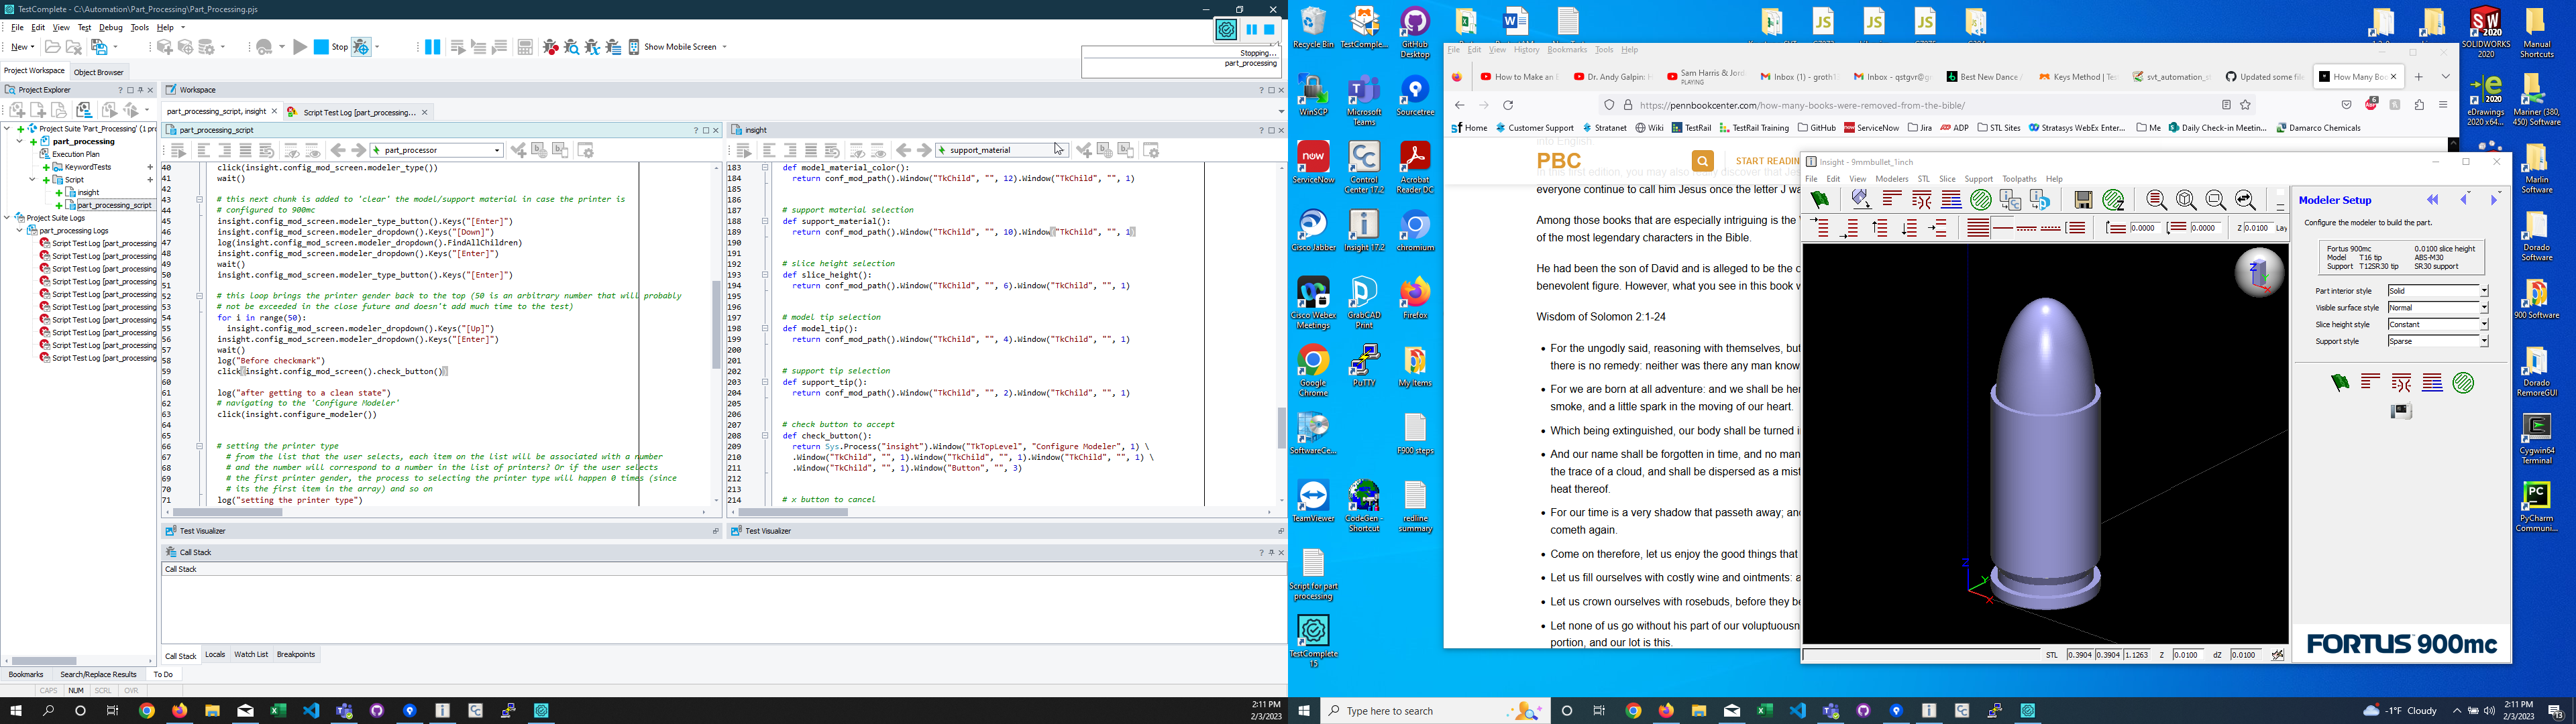 TestComplete - C:\Automation\Part_Processing\Part_Processing.pjs
File Edit View Test Debug Tools Help
New
Stop
Show Mobile Screen
Stopping...
part_processing
Project Workspace Object Browser
Project Explorer
Project Suite 'Part_Processing' (1 pro
part_processing
Execution Plan
KeywordTests
Script
insight
part_processing_script
Project Suite Logs
part_processing Logs
Script Test Log [part_processing
Script Test Log [part_processing
Script Test Log [part_processing
Script Test Log [part_processing
Script Test Log [part_processing
Script Test Log [part_processing
Script Test Log [part_processing
Script Test Log [part_processing
Script Test Log [part_processing
Script Test Log [part_processing
Workspace
part_processing_script, insight Script Test Log [part_processing...
part_processing_script
part_processor
40 click(insight.config_mod_screen.modeler_type())
41 wait()
42
43 # this next chunk is added to 'clear' the model/support material in case the printer is
44 # configured to 900mc
45 insight.config_mod_screen.modeler_type_button().Keys("[Enter]")
46 insight.config_mod_screen.modeler_dropdown().Keys("[Down]")
47 log(insight.config_mod_screen.modeler_dropdown().FindAllChildren)
48 insight.config_mod_screen.modeler_dropdown().Keys("[Enter]")
49 wait()
50 insight.config_mod_screen.modeler_type_button().Keys("[Enter]")
51
52 # this loop brings the printer gender back to the top (50 is an arbitrary number that will probably
53 # not be exceeded in the close future and doesn't add much time to the test)
54 for i in range(50):
55 insight.config_mod_screen.modeler_dropdown().Keys("[Up]")
56 insight.config_mod_screen.modeler_dropdown().Keys("[Enter]")
57 wait()
58 log("Before checkmark")
59 click(insight.config_mod_screen().check_button())
60
61 log("after getting to a clean state")
62 # navigating to the 'Configure Modeler'
63 click(insight.configure_modeler())
64
65
66 # setting the printer type
67 # from the list that the user selects, each item on the list will be associated with a number
68 # and the number will correspond to a number in the list of printers? Or if the user selects
69 # the first printer gender, the process to selecting the printer type will happen 0 times (since
70 # its the first item in the array) and so on
71 log("setting the printer type")
insight
support_material
183 def model_material_color():
184 return conf_mod_path().Window("TkChild", "", 12).Window("TkChild", "", 1)
185
186
187 # support material selection
188 def support_material():
189 return conf_mod_path().Window("TkChild", "", 10).Window("TkChild", "", 1)
190
191
192 # slice height selection
193 def slice_height():
194 return conf_mod_path().Window("TkChild", "", 6).Window("TkChild", "", 1)
195
196
197 # model tip selection
198 def model_tip():
199 return conf_mod_path().Window("TkChild", "", 4).Window("TkChild", "", 1)
200
201
202 # support tip selection
203 def support_tip():
204 return conf_mod_path().Window("TkChild", "", 2).Window("TkChild", "", 1)
205
206
207 # check button to accept
208 def check_button():
209 return Sys.Process("insight").Window("TkTopLevel", "Configure Modeler", 1) \
210 .Window("TkChild", "", 1).Window("TkChild", "", 1).Window("TkChild", "", 1) \
211 .Window("TkChild", "", 1).Window("Button", "", 3)
212
213
214 # x button to cancel
Test Visualizer
Test Visualizer
Call Stack
Call Stack
Call Stack Locals Watch List Breakpoints
Bookmarks Search/Replace Results To Do
CAPS NUM SCRL OVR
2:11 PM
2/3/2023
Recycle Bin
TestComple...
GitHub Desktop
WinSCP
Microsoft Teams
Sourcetree
ServiceNow
Control Center 17.2
Acrobat Reader DC
Cisco Jabber
Insight 17.2
chromium
Cisco Webex Meetings
GrabCAD Print
Firefox
Google Chrome
PuTTY
My items
SoftwareCe...
F900 steps
TeamViewer
CodeGen - Shortcut
redline summary
Script for part processing
TestComplete 15
SOLIDWORKS 2020
Manual Shortcuts
eDrawings 2020 x64...
Mariner (380, 450) Software
Marlin Software
Dorado Software
900 Software
Dorado RemoreGUI
Cygwin64 Terminal
PyCharm Communi...
File Edit View History Bookmarks Tools Help
How to Make an E
Dr. Andy Galpin: H
Sam Harris & Jord
PLAYING
Inbox (1) - groth1
Inbox - qstgvr@gr
Best New Dance
Keys Method | Tes
svt_automation_s
Updated some file
How Many Boo
https://pennbookcenter.com/how-many-books-were-removed-from-the-bible/
Home Customer Support Stratanet Wiki TestRail TestRail Training GitHub ServiceNow Jira ADP STL Sites Stratasys WebEx Enter... Me Daily Check-in Meetin... Damarco Chemicals
PBC
START READIN
everyone continue to call him Jesus once the letter J wa
Among those books that are especially intriguing is the
of the most legendary characters in the Bible.
He had been the son of David and is alleged to be the
benevolent figure. However, what you see in this book w
Wisdom of Solomon 2:1-24
For the ungodly said, reasoning with themselves, bu
there is no remedy: neither was there any man know
For we are born at all adventure: and we shall be her
smoke, and a little spark in the moving of our heart.
Which being extinguished, our body shall be turned i
And our name shall be forgotten in time, and no man
the trace of a cloud, and shall be dispersed as a mist
heat thereof.
For our time is a very shadow that passeth away; an
cometh again.
Come on therefore, let us enjoy the good things that
Let us fill ourselves with costly wine and ointments: a
Let us crown ourselves with rosebuds, before they be
Let none of us go without his part of our voluptuousn
portion, and our lot is this.
Insight - 9mmbullet_1inch
File Edit View Modelers STL Slice Support Toolpaths Help
0.0000 0.0000 Z 0.0100 Lay
Modeler Setup
Configure the modeler to build the part.
Fortus 900mc 0.0100 slice height
Model T16 tip ABS-M30
Support T12SR30 tip SR30 support
Part interior style Solid
Visible surface style Normal
Slice height style Constant
Support style Sparse
FORTUS 900mc
STL 0.3904 0.3904 1.1263 Z 0.0100 dZ 0.0100
Type here to search
-1°F Cloudy
2:11 PM
2/3/2023